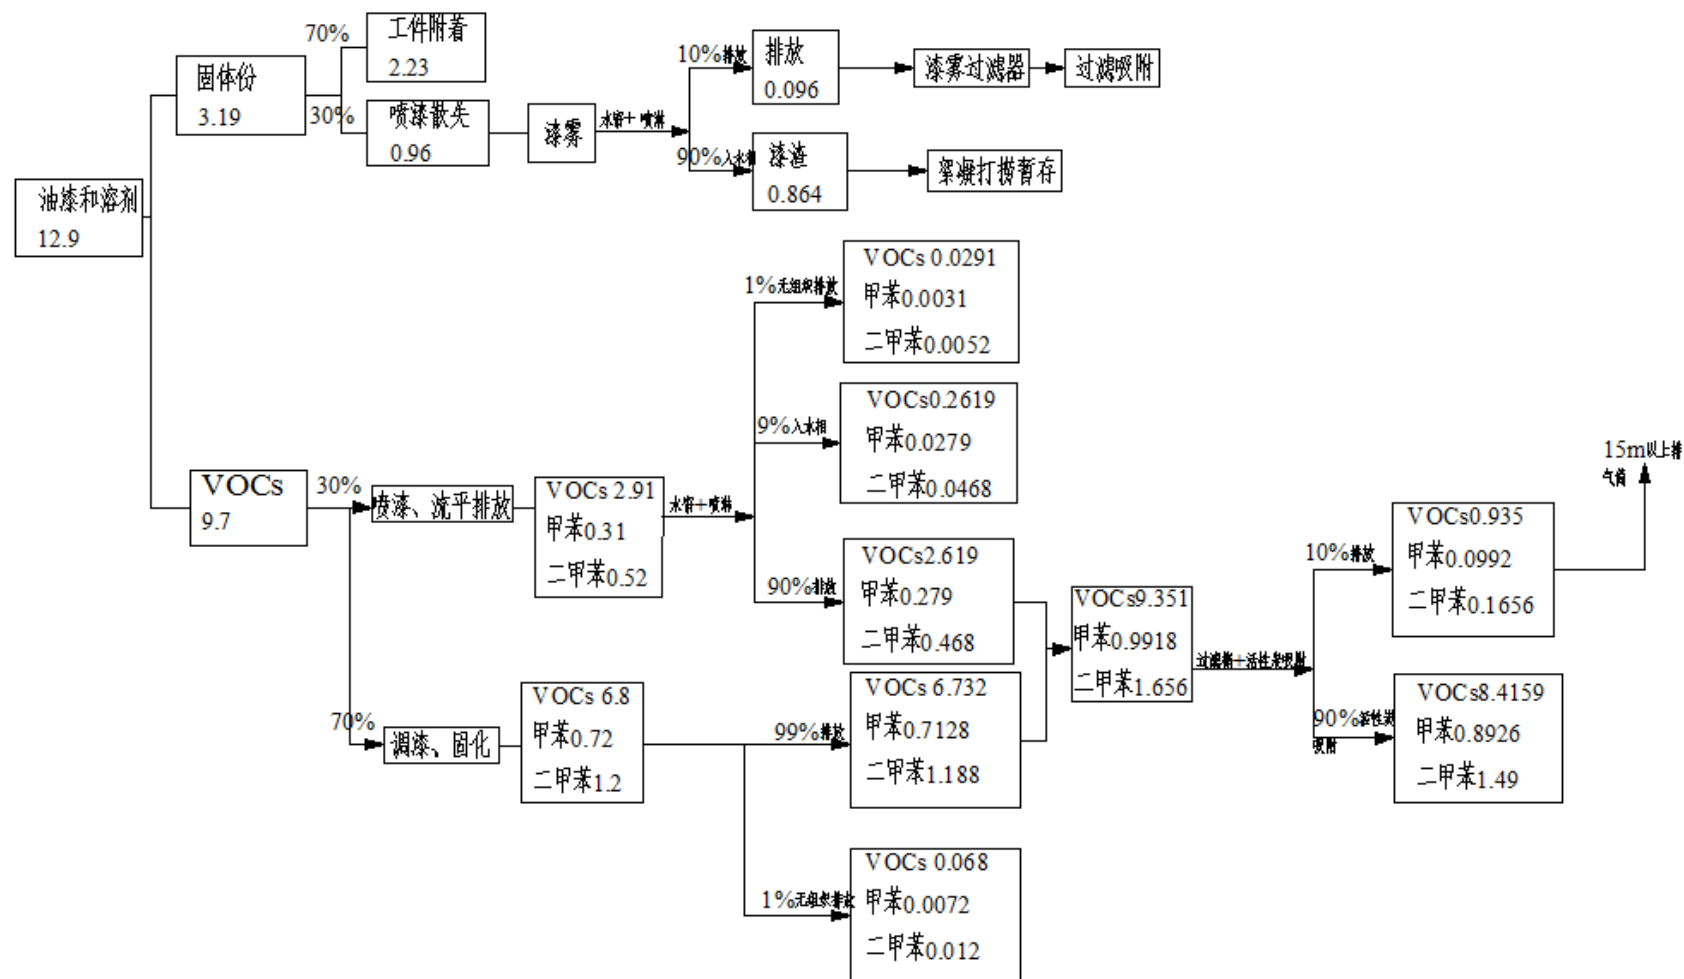 油漆和溶剂
12.9
固体份
3.19
70%
工件附着
2.23
30%
喷漆散失
0.96
漆雾
水帘+喷淋
10%排放
排放
0.096
漆雾过滤器
过滤吸附
90%入水相
漆渣
0.864
絮凝打捞暂存
VOCs
9.7
30%
喷漆、流平排放
VOCs 2.91
甲苯0.31
二甲苯0.52
水帘+喷淋
1%无组织排放
VOCs 0.0291
甲苯0.0031
二甲苯0.0052
9%入水相
VOCs0.2619
甲苯0.0279
二甲苯0.0468
90%排放
VOCs2.619
甲苯0.279
二甲苯0.468
70%
调漆、固化
VOCs 6.8
甲苯0.72
二甲苯1.2
99%排放
VOCs 6.732
甲苯0.7128
二甲苯1.188
1%无组织排放
VOCs 0.068
甲苯0.0072
二甲苯0.012
VOCs9.351
甲苯0.9918
二甲苯1.656
过滤棉+活性炭吸附
10%排放
VOCs0.935
甲苯0.0992
二甲苯0.1656
15m以上排
气筒
90%活性炭
吸附
VOCs8.4159
甲苯0.8926
二甲苯1.49